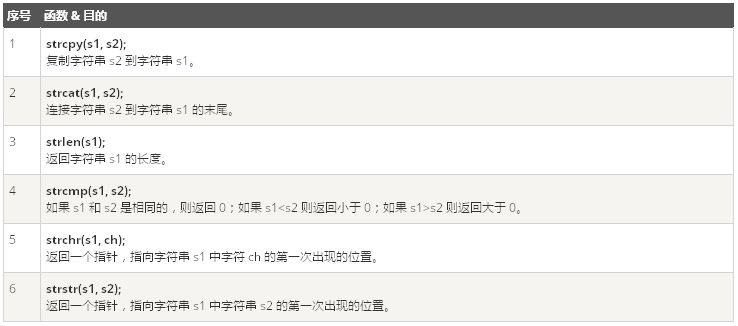 序号 函数 & 目的
1 strcpy(s1, s2);
复制字符串 s2 到字符串 s1。
2 strcat(s1, s2);
连接字符串 s2 到字符串 s1 的末尾。
3 strlen(s1);
返回字符串 s1 的长度。
4 strcmp(s1, s2);
如果 s1 和 s2 是相同的，则返回 0；如果 s1<s2 则返回小于 0；如果 s1>s2 则返回大于 0。
5 strchr(s1, ch);
返回一个指针，指向字符串 s1 中字符 ch 的第一次出现的位置。
6 strstr(s1, s2);
返回一个指针，指向字符串 s1 中字符串 s2 的第一次出现的位置。